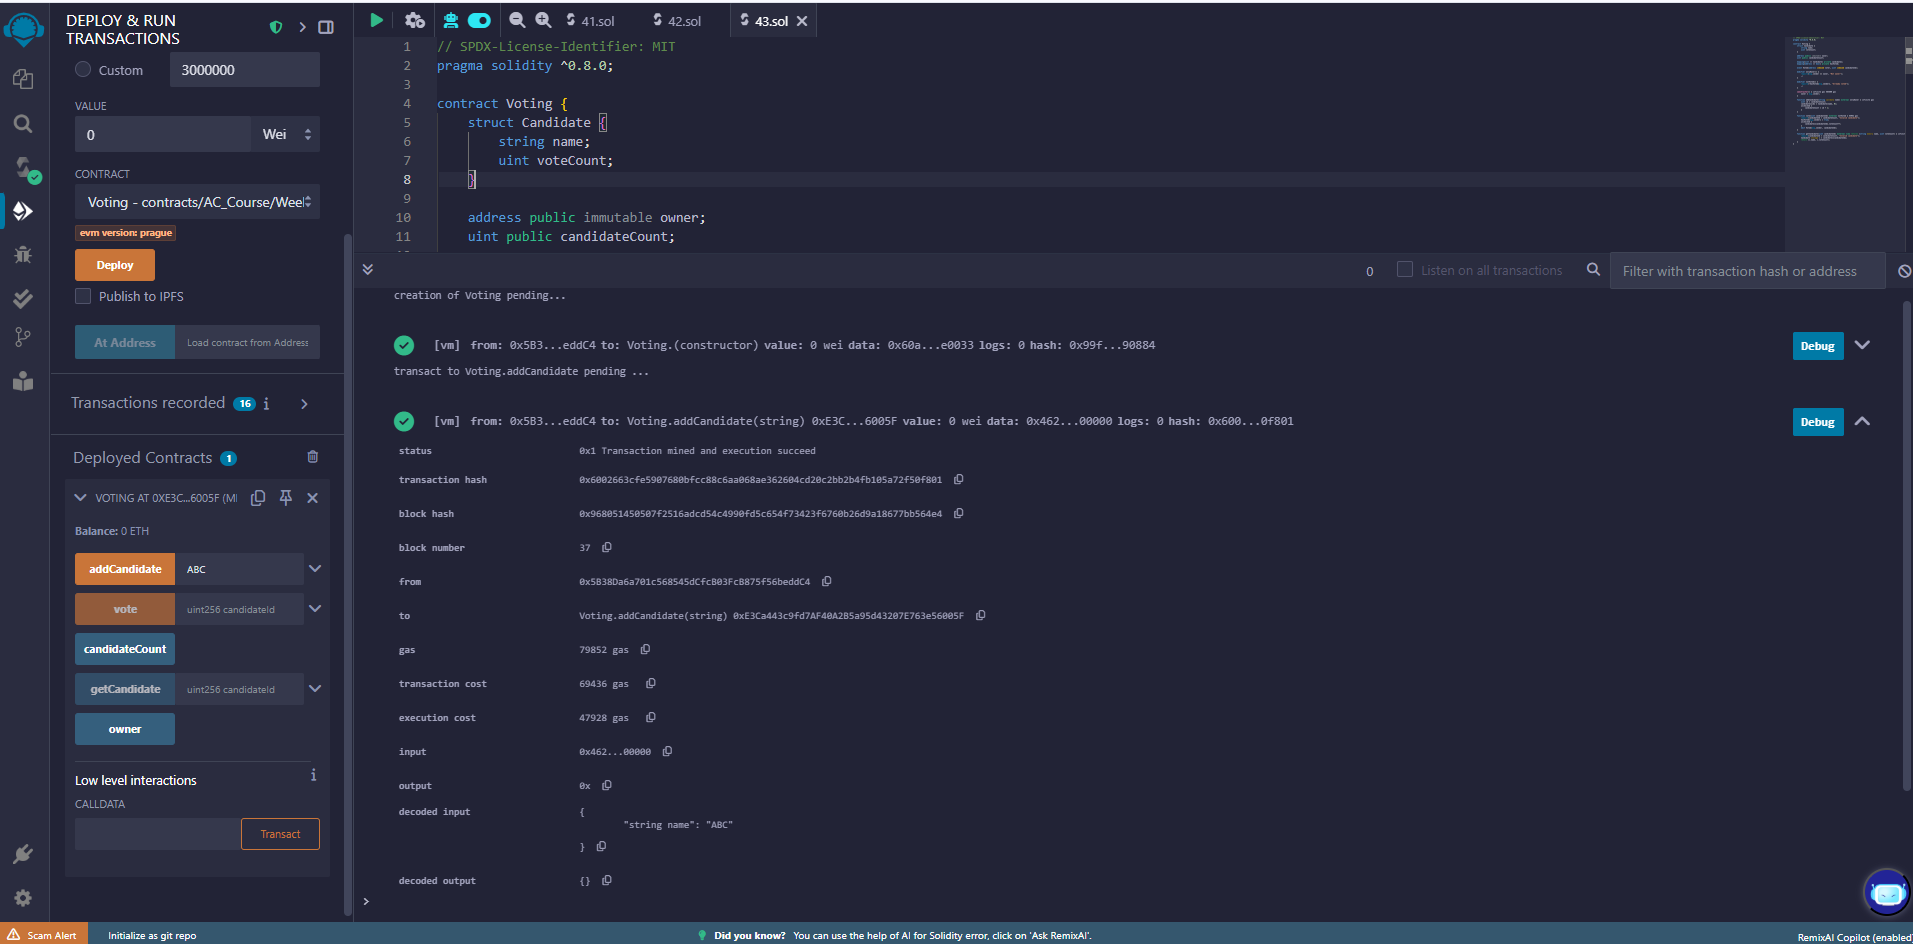 DEPLOY & RUN
TRANSACTIONS
Custom
3000000
VALUE
0
Wei
CONTRACT
Voting - contracts/AC_Course/Weel
evm version: prague
Deploy
Publish to IPFS
At Address
Load contract from Address
Transactions recorded 16 i
Deployed Contracts 1
VOTING AT 0XE3C...6005F (MI
Balance: 0 ETH
addCandidate
ABC
vote
uint256 candidateId
candidateCount
getCandidate
uint256 candidateId
owner
Low level interactions
i
CALLDATA
Transact
41.sol
42.sol
43.sol
1 // SPDX-License-Identifier: MIT
2 pragma solidity ^0.8.0;
3
4 contract Voting {
5 struct Candidate {
6 string name;
7 uint voteCount;
8 }
9
10 address public immutable owner;
11 uint public candidateCount;
0
Listen on all transactions
Filter with transaction hash or address
creation of Voting pending...
[vm] from: 0x5B3...eddC4 to: Voting.(constructor) value: 0 wei data: 0x60a...e0033 logs: 0 hash: 0x99f...90884
Debug
transact to Voting.addCandidate pending ...
[vm] from: 0x5B3...eddC4 to: Voting.addCandidate(string) 0xE3C...6005F value: 0 wei data: 0x462...00000 logs: 0 hash: 0x600...0f801
Debug
status 0x1 Transaction mined and execution succeed
transaction hash 0x6002663cfe5907680bfcc88c6aa068ae362604cd20c2bb2b4fb105a72f50f801
block hash 0x968051450507f2516adcd54c4990fd5c654f73423f6760b26d9a18677bb564e4
block number 37
from 0x5B38Da6a701c568545dCfcB03FcB875f56beddC4
to Voting.addCandidate(string) 0xE3Ca443c9fd7AF40A2B5a95d43207E763e56005F
gas 79852 gas
transaction cost 69436 gas
execution cost 47928 gas
input 0x462...00000
output 0x
decoded input {
"string name": "ABC"
}
decoded output {}
>
Scam Alert
Initialize as git repo
Did you know? You can use the help of AI for Solidity error, click on 'Ask RemixAI'.
RemixAI Copilot (enabled)